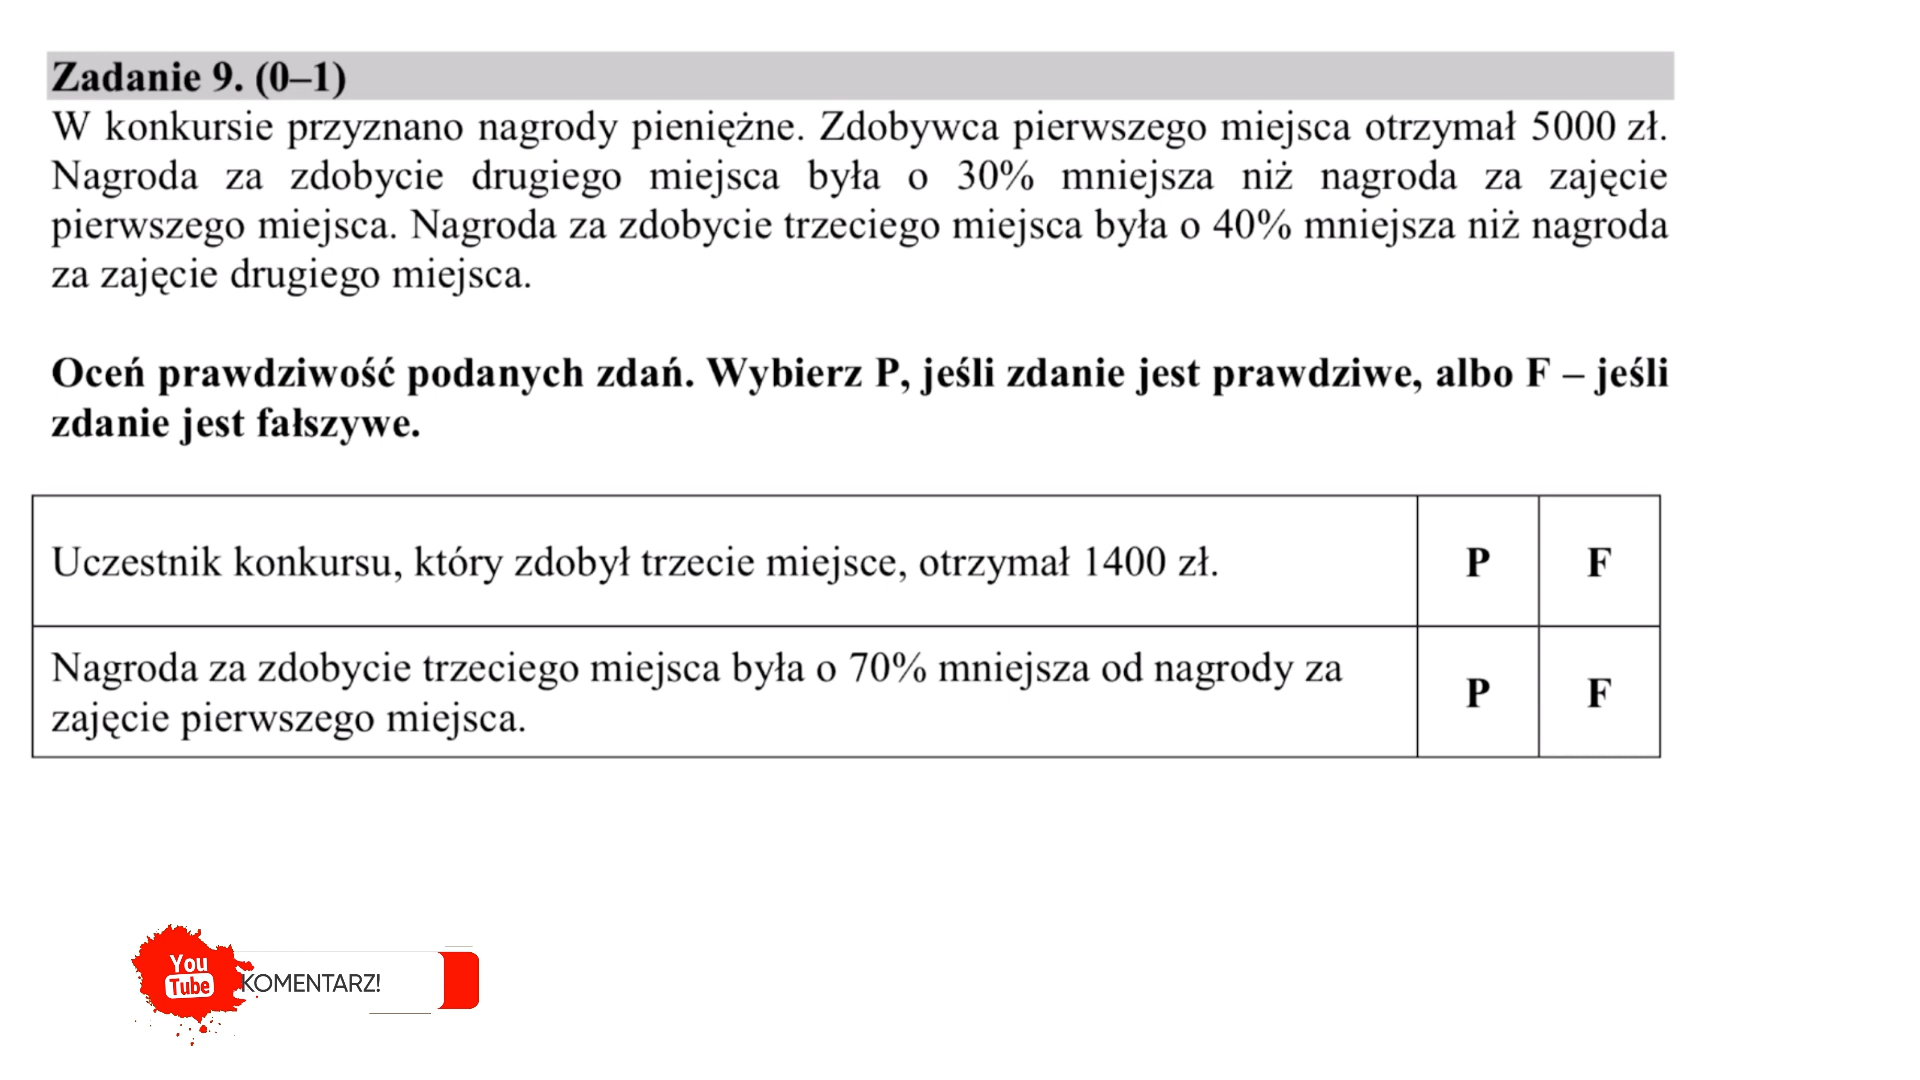 Zadanie 9. (0–1)
W konkursie przyznano nagrody pieniężne. Zdobywca pierwszego miejsca otrzymał 5000 zł.
Nagroda za zdobycie drugiego miejsca była o 30% mniejsza niż nagroda za zajęcie
pierwszego miejsca. Nagroda za zdobycie trzeciego miejsca była o 40% mniejsza niż nagroda
za zajęcie drugiego miejsca.
Oceń prawdziwość podanych zdań. Wybierz P, jeśli zdanie jest prawdziwe, albo F – jeśli
zdanie jest fałszywe.
Uczestnik konkursu, który zdobył trzecie miejsce, otrzymał 1400 zł. P F
Nagroda za zdobycie trzeciego miejsca była o 70% mniejsza od nagrody za
zajęcie pierwszego miejsca. P F
You
Tube KOMENTARZ!